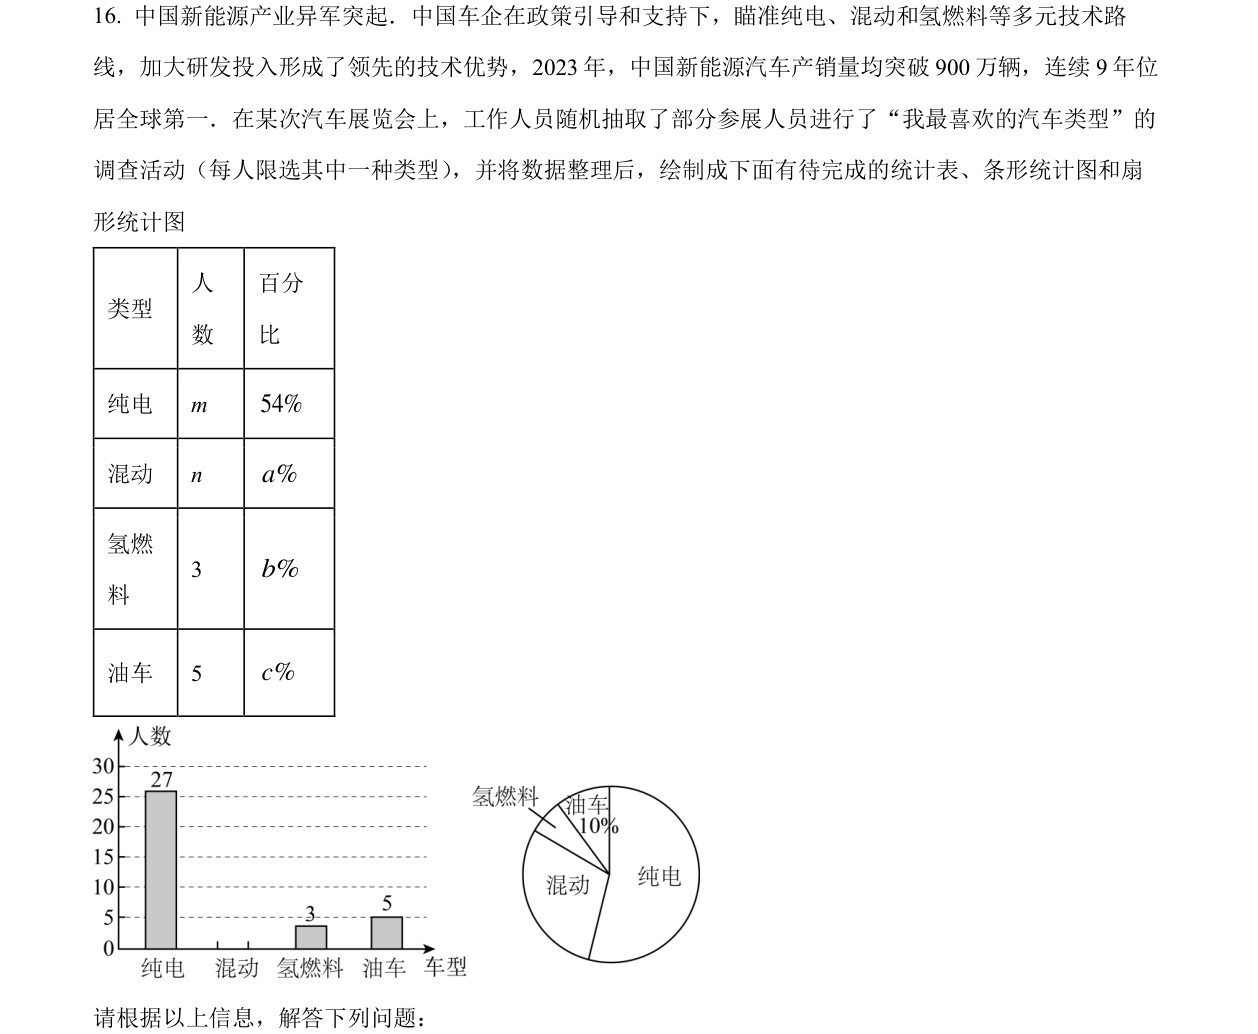 16. 中国新能源产业异军突起．中国车企在政策引导和支持下，瞄准纯电、混动和氢燃料等多元技术路
线，加大研发投入形成了领先的技术优势，2023年，中国新能源汽车产销量均突破900万辆，连续9年位
居全球第一．在某次汽车展览会上，工作人员随机抽取了部分参展人员进行了“我最喜欢的汽车类型”的
调查活动（每人限选其中一种类型），并将数据整理后，绘制成下面有待完成的统计表、条形统计图和扇
形统计图
类型 人数 百分比
纯电 m 54%
混动 n a%
氢燃料 3 b%
油车 5 c%
人数
30
27
25
20
15
10
5
0
3
5
纯电 混动 氢燃料 油车 车型
氢燃料
油车
10%
混动
纯电
请根据以上信息，解答下列问题：